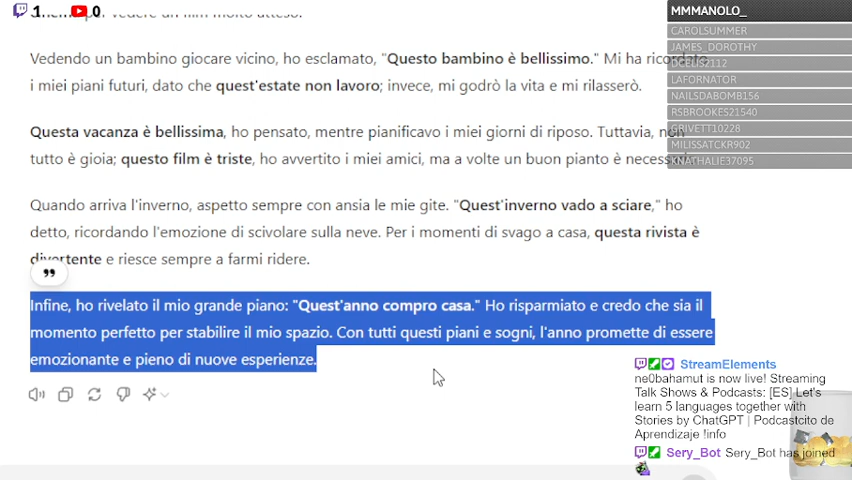 1 0
Cinema per vedere un film molto atteso.
Vedendo un bambino giocare vicino, ho esclamato, "Questo bambino è bellissimo." Mi ha ricordato
i miei piani futuri, dato che quest'estate non lavoro; invece, mi godrò la vita e mi rilasserò.
Questa vacanza è bellissima, ho pensato, mentre pianificavo i miei giorni di riposo. Tuttavia, non
tutto è gioia; questo film è triste, ho avvertito i miei amici, ma a volte un buon pianto è necessario.
Quando arriva l'inverno, aspetto sempre con ansia le mie gite. "Quest'inverno vado a sciare," ho
detto, ricordando l'emozione di scivolare sulla neve. Per i momenti di svago a casa, questa rivista è
divertente e riesce sempre a farmi ridere.
Infine, ho rivelato il mio grande piano: "Quest'anno compro casa." Ho risparmiato e credo che sia il
momento perfetto per stabilire il mio spazio. Con tutti questi piani e sogni, l'anno promette di essere
emozionante e pieno di nuove esperienze.
MMMANOLO_
CAROLSUMMER
JAMES_DOROTHY
DCELIS2112
LAFORNATOR
NAILSDABOMB156
RSBROOKES21540
GRIVETT10228
MILISSATCKR902
KNATHALIE37095
StreamElements
ne0bahamut is now live! Streaming
Talk Shows & Podcasts: [ES] Let's
learn 5 languages together with
Stories by ChatGPT | Podcastcito de
Aprendizaje !info
Sery_Bot Sery_Bot has joined